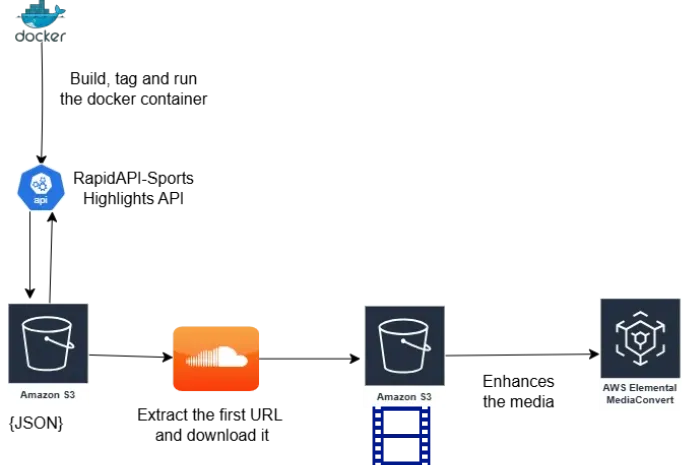 docker
Build, tag and run
the docker container
api
RapidAPI-Sports
Highlights API
Amazon S3
{JSON}
Extract the first URL
and download it
Amazon S3
Enhances
the media
AWS Elemental
MediaConvert